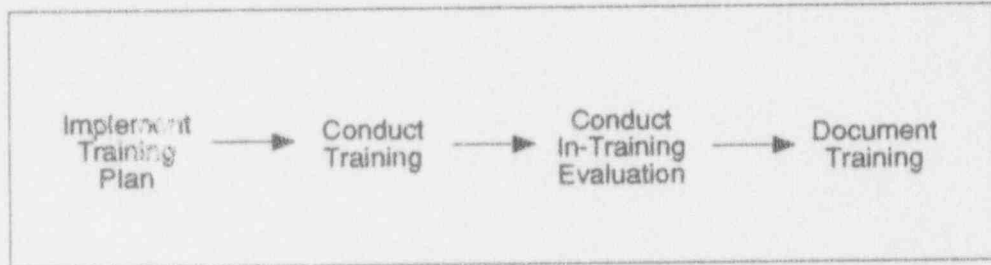 Implement
Training
Plan
Conduct
Training
Conduct
In-Training
Evaluation
Document
Training